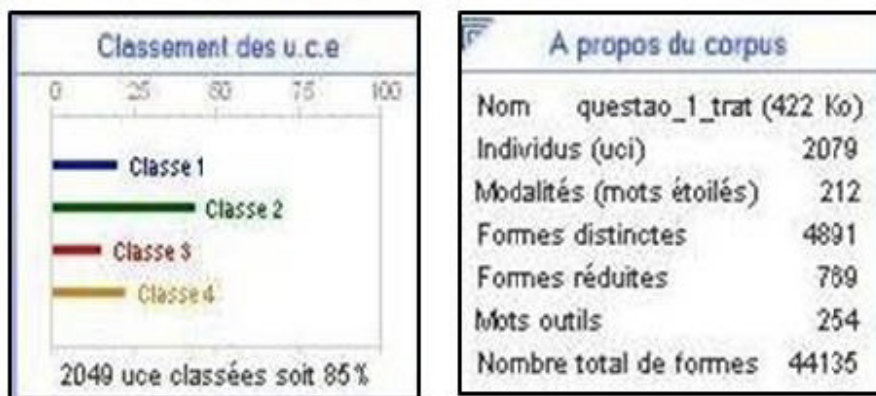 Classement des u.c.e
0 25 50 75 100
Classe 1
Classe 2
Classe 3
Classe 4
2049 uce classées soit 85%
A propos du corpus
Nom questao_1_trat (422 Ko)
Individus (uci) 2079
Modalités (mots étoilés) 212
Formes distinctes 4891
Formes réduites 769
Mots outils 254
Nombre total de formes 44135